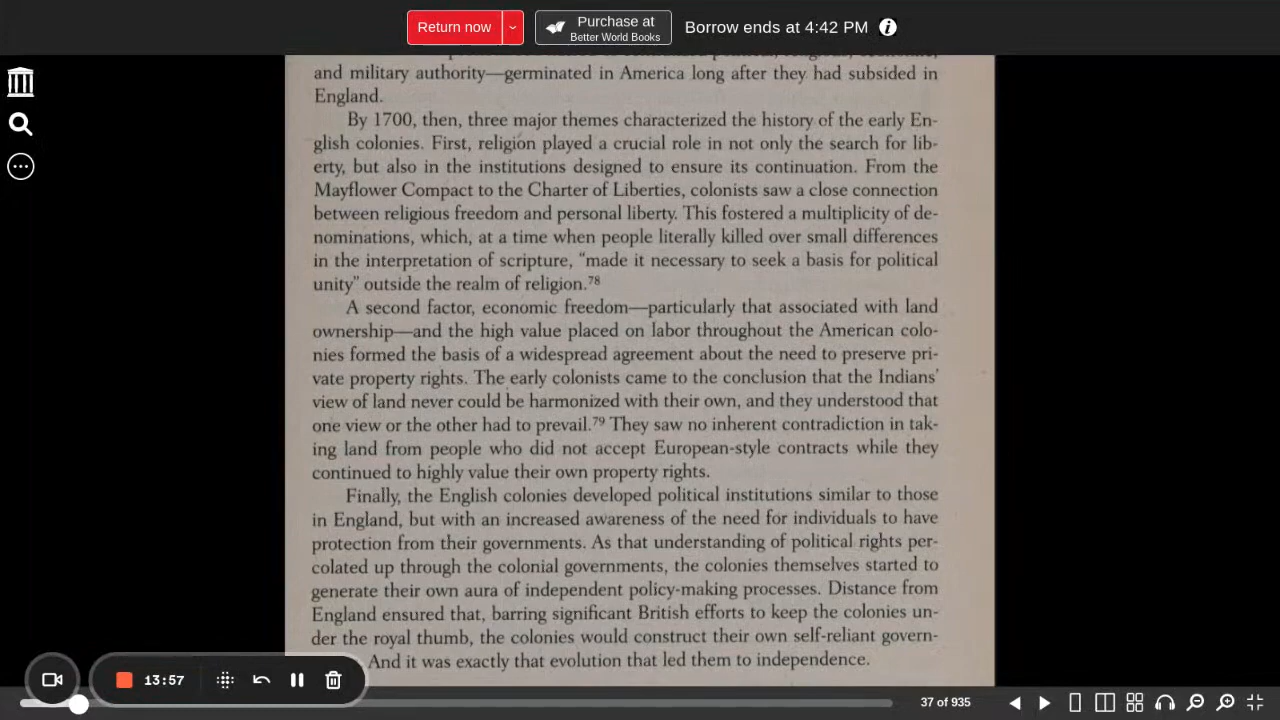 Return now
Purchase at
Better World Books
Borrow ends at 4:42 PM
and military authority—germinated in America long after they had subsided in
England.
By 1700, then, three major themes characterized the history of the early En-
glish colonies. First, religion played a crucial role in not only the search for lib-
erty, but also in the institutions designed to ensure its continuation. From the
Mayflower Compact to the Charter of Liberties, colonists saw a close connection
between religious freedom and personal liberty. This fostered a multiplicity of de-
nominations, which, at a time when people literally killed over small differences
in the interpretation of scripture, “made it necessary to seek a basis for political
unity” outside the realm of religion.78
A second factor, economic freedom—particularly that associated with land
ownership—and the high value placed on labor throughout the American colo-
nies formed the basis of a widespread agreement about the need to preserve pri-
vate property rights. The early colonists came to the conclusion that the Indians’
view of land never could be harmonized with their own, and they understood that
one view or the other had to prevail.79 They saw no inherent contradiction in tak-
ing land from people who did not accept European-style contracts while they
continued to highly value their own property rights.
Finally, the English colonies developed political institutions similar to those
in England, but with an increased awareness of the need for individuals to have
protection from their governments. As that understanding of political rights per-
colated up through the colonial governments, the colonies themselves started to
generate their own aura of independent policy-making processes. Distance from
England ensured that, barring significant British efforts to keep the colonies un-
der the royal thumb, the colonies would construct their own self-reliant govern-
And it was exactly that evolution that led them to independence.
13:57
37 of 935